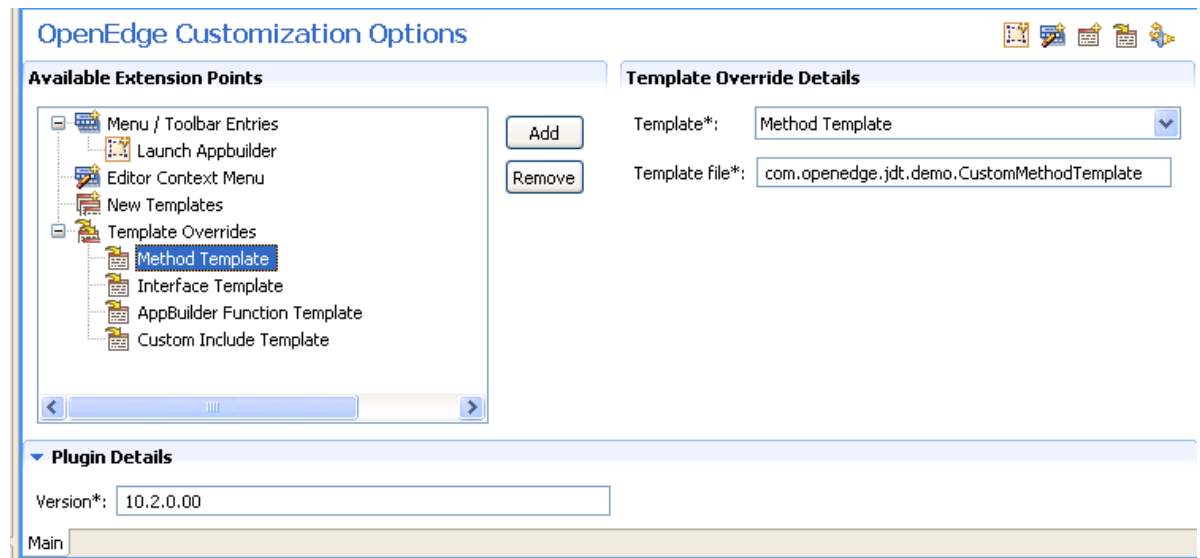 OpenEdge Customization Options
Available Extension Points
Menu / Toolbar Entries
Launch Appbuilder
Editor Context Menu
New Templates
Template Overrides
Method Template
Interface Template
AppBuilder Function Template
Custom Include Template
Add
Remove
Template Override Details
Template*: Method Template
Template file*: com.openedge.jdt.demo.CustomMethodTemplate
Plugin Details
Version*: 10.2.0.00
Main